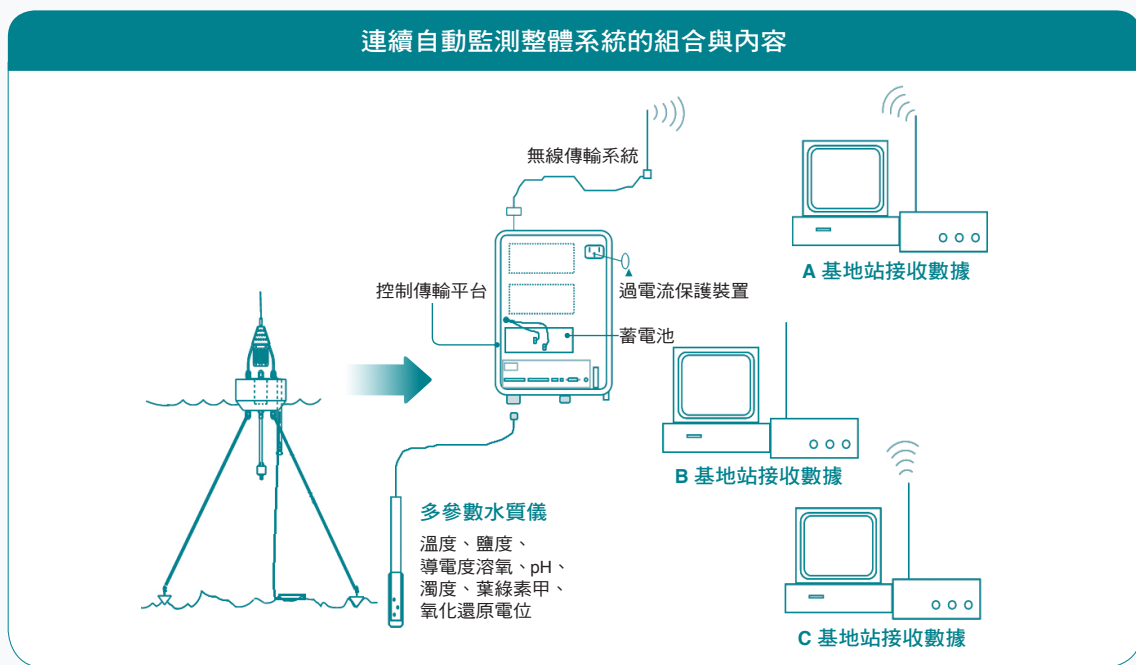 連續自動監測整體系統的組合與內容
無線傳輸系統
控制傳輸平台
過電流保護裝置
蓄電池
多參數水質儀
溫度、鹽度、
導電度溶氧、pH、
濁度、葉綠素甲、
氧化還原電位
A 基地站接收數據
B 基地站接收數據
C 基地站接收數據